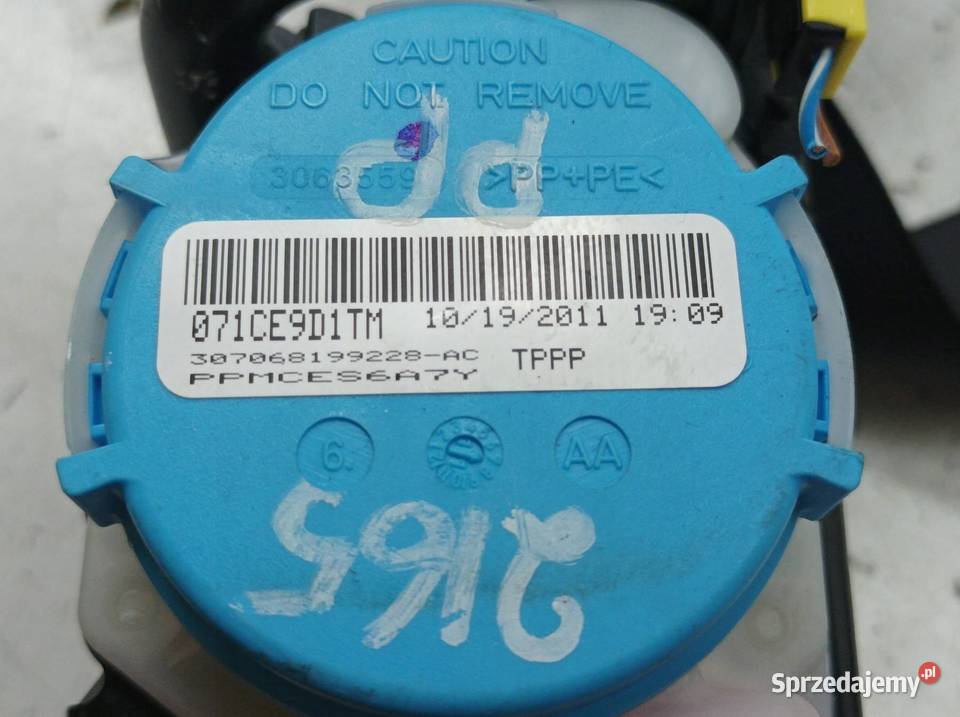 CAUTION
DO NOT REMOVE
PP
3063559 >PP+PE<
071CE9D1TM 10/19/2011 19:09
307068199228-AC TPPP
PPMCES6A7Y
6. AA
2165
Sprzedajemy.pl